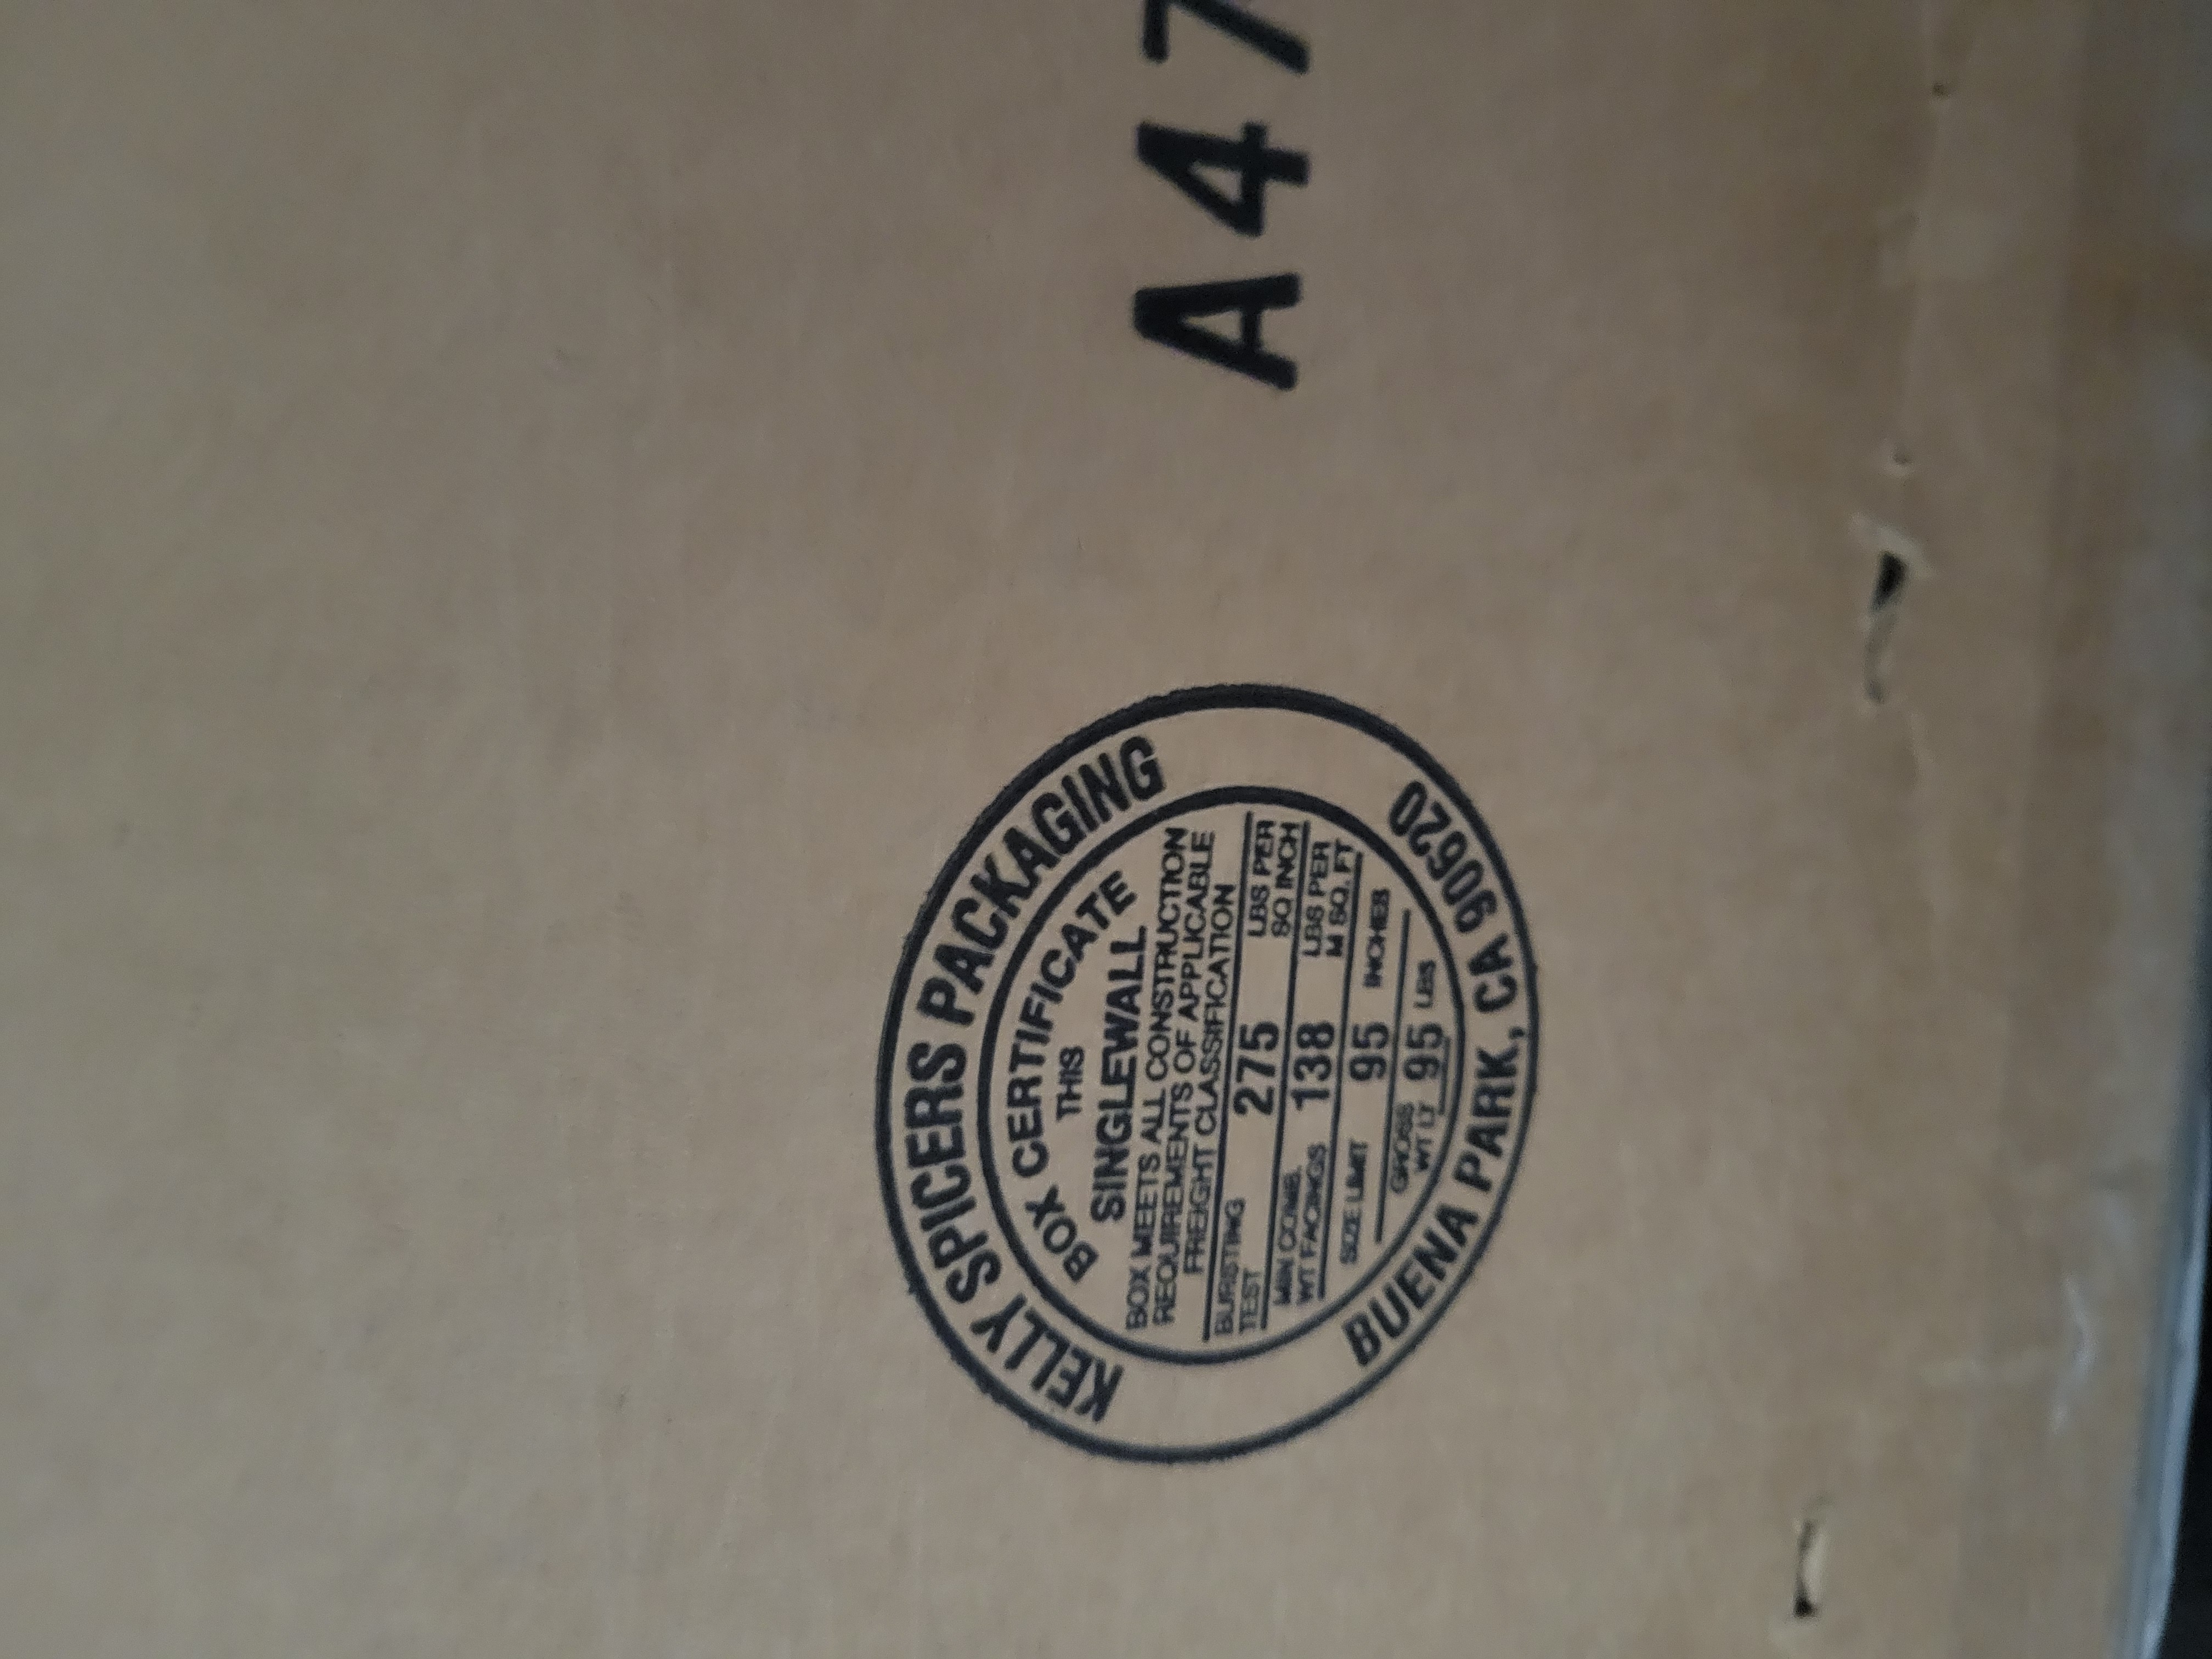 KELLY SPICERS PACKAGING
BOX CERTIFICATE
THIS
SINGLEWALL
BOX MEETS ALL CONSTRUCTION
REQUIREMENTS OF APPLICABLE
FREIGHT CLASSIFICATION
BURSTING TEST 275 LBS PER SQ INCH
MIN COMB. WT FACINGS 138 LBS PER M SQ. FT
SIZE LIMIT 95 INCHES
GROSS WT LT 95 LBS
BUENA PARK, CA 90620
A47